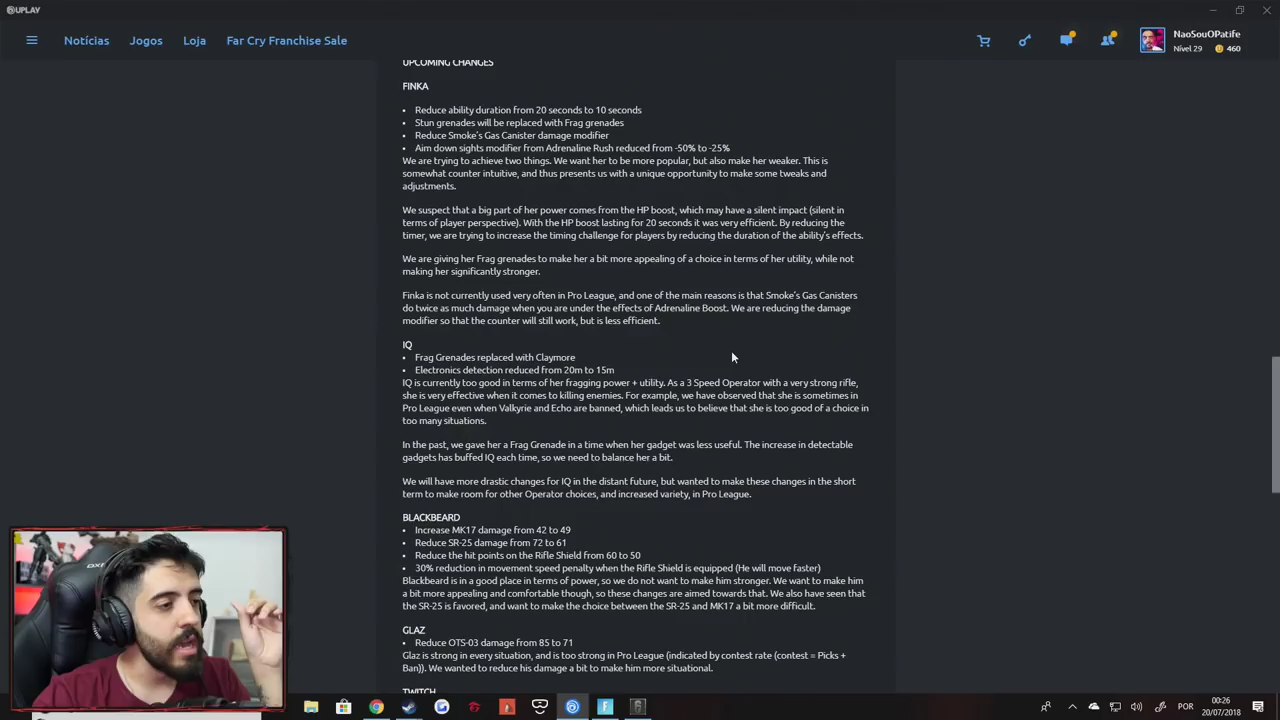 UPLAY
Notícias
Jogos
Loja
Far Cry Franchise Sale
NaoSouOPatife
Nível 29
460
UPCOMING CHANGES
FINKA
• Reduce ability duration from 20 seconds to 10 seconds
• Stun grenades will be replaced with Frag grenades
• Reduce Smoke's Gas Canister damage modifier
• Aim down sights modifier from Adrenaline Rush reduced from -50% to -25%
We are trying to achieve two things. We want her to be more popular, but also make her weaker. This is
somewhat counter intuitive, and thus presents us with a unique opportunity to make some tweaks and
adjustments.
We suspect that a big part of her power comes from the HP boost, which may have a silent impact (silent in
terms of player perspective). With the HP boost lasting for 20 seconds it was very efficient. By reducing the
timer, we are trying to increase the timing challenge for players by reducing the duration of the ability's effects.
We are giving her Frag grenades to make her a bit more appealing of a choice in terms of her utility, while not
making her significantly stronger.
Finka is not currently used very often in Pro League, and one of the main reasons is that Smoke's Gas Canisters
do twice as much damage when you are under the effects of Adrenaline Boost. We are reducing the damage
modifier so that the counter will still work, but is less efficient.
IQ
• Frag Grenades replaced with Claymore
• Electronics detection reduced from 20m to 15m
IQ is currently too good in terms of her fragging power + utility. As a 3 Speed Operator with a very strong rifle,
she is very effective when it comes to killing enemies. For example, we have observed that she is sometimes in
Pro League even when Valkyrie and Echo are banned, which leads us to believe that she is too good of a choice in
too many situations.
In the past, we gave her a Frag Grenade in a time when her gadget was less useful. The increase in detectable
gadgets has buffed IQ each time, so we need to balance her a bit.
We will have more drastic changes for IQ in the distant future, but wanted to make these changes in the short
term to make room for other Operator choices, and increased variety, in Pro League.
BLACKBEARD
• Increase MK17 damage from 42 to 49
• Reduce SR-25 damage from 72 to 61
• Reduce the hit points on the Rifle Shield from 60 to 50
• 30% reduction in movement speed penalty when the Rifle Shield is equipped (He will move faster)
Blackbeard is in a good place in terms of power, so we do not want to make him stronger. We want to make him
a bit more appealing and comfortable though, so these changes are aimed towards that. We also have seen that
the SR-25 is favored, and want to make the choice between the SR-25 and MK17 a bit more difficult.
GLAZ
• Reduce OTS-03 damage from 85 to 71
Glaz is strong in every situation, and is too strong in Pro League (indicated by contest rate (contest = Picks +
Ban)). We wanted to reduce his damage a bit to make him more situational.
TWITCH
POR
00:26
20/07/2018